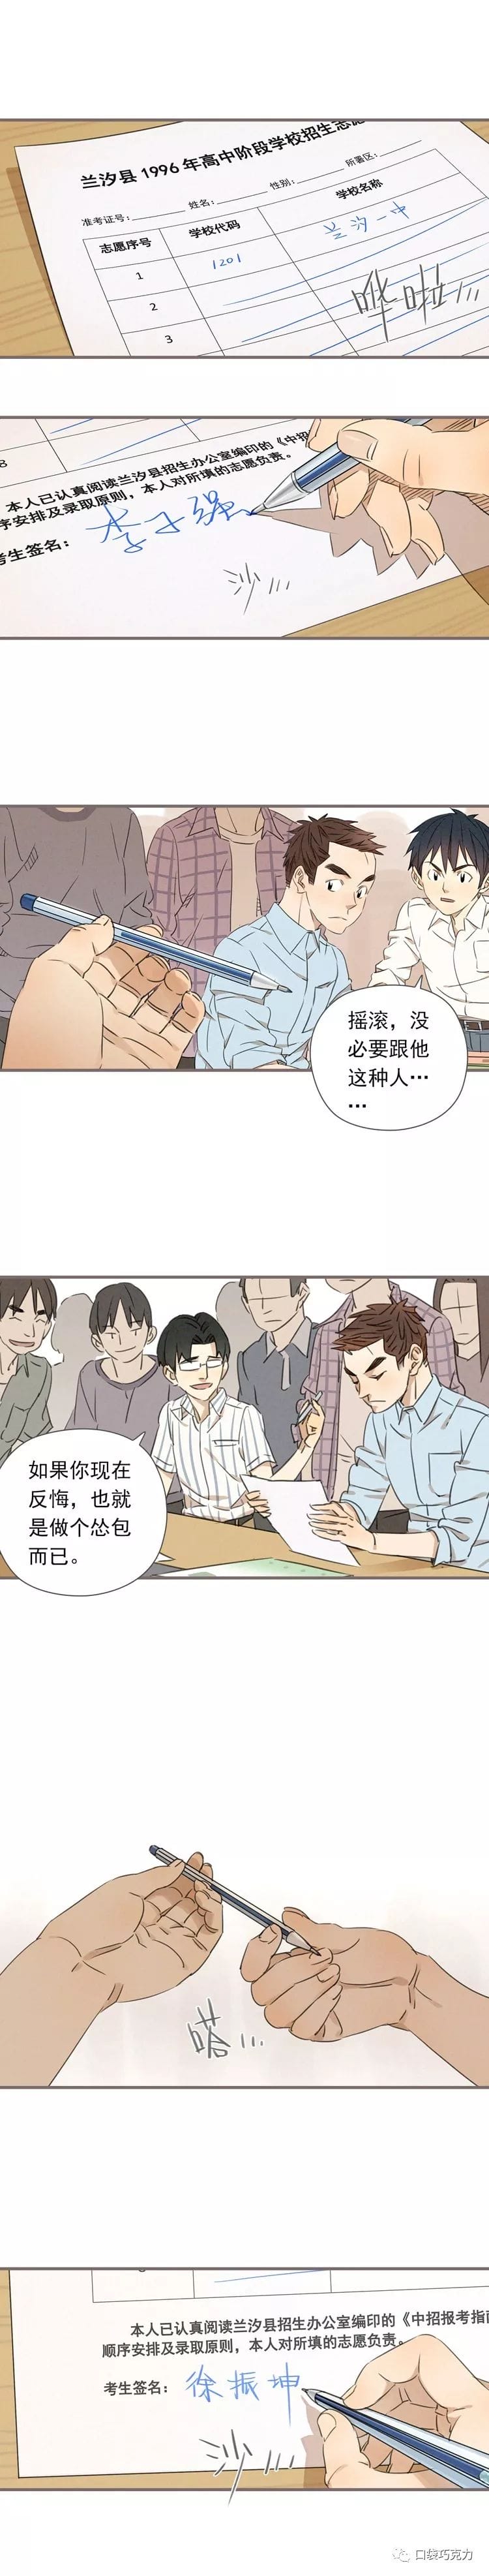 兰汐县1996年高中阶段学校招生志愿
准考证号: 姓名: 性别: 所署区:
志愿序号 学校代码 学校名称
1 1201 兰汐一中
2
3
哗啦
8
本人已认真阅读兰汐县招生办公室编印的《中招
序安排及录取原则，本人对所填的志愿负责。
考生签名: 李子强
沙
摇滚，没
必要跟他
这种人…
…
如果你现在
反悔，也就
是做个怂包
而已。
嗒
本人已认真阅读兰汐县招生办公室编印的《中招报考指南
顺序安排及录取原则，本人对所填的志愿负责。
考生签名: 徐振坤
沙
口袋巧克力